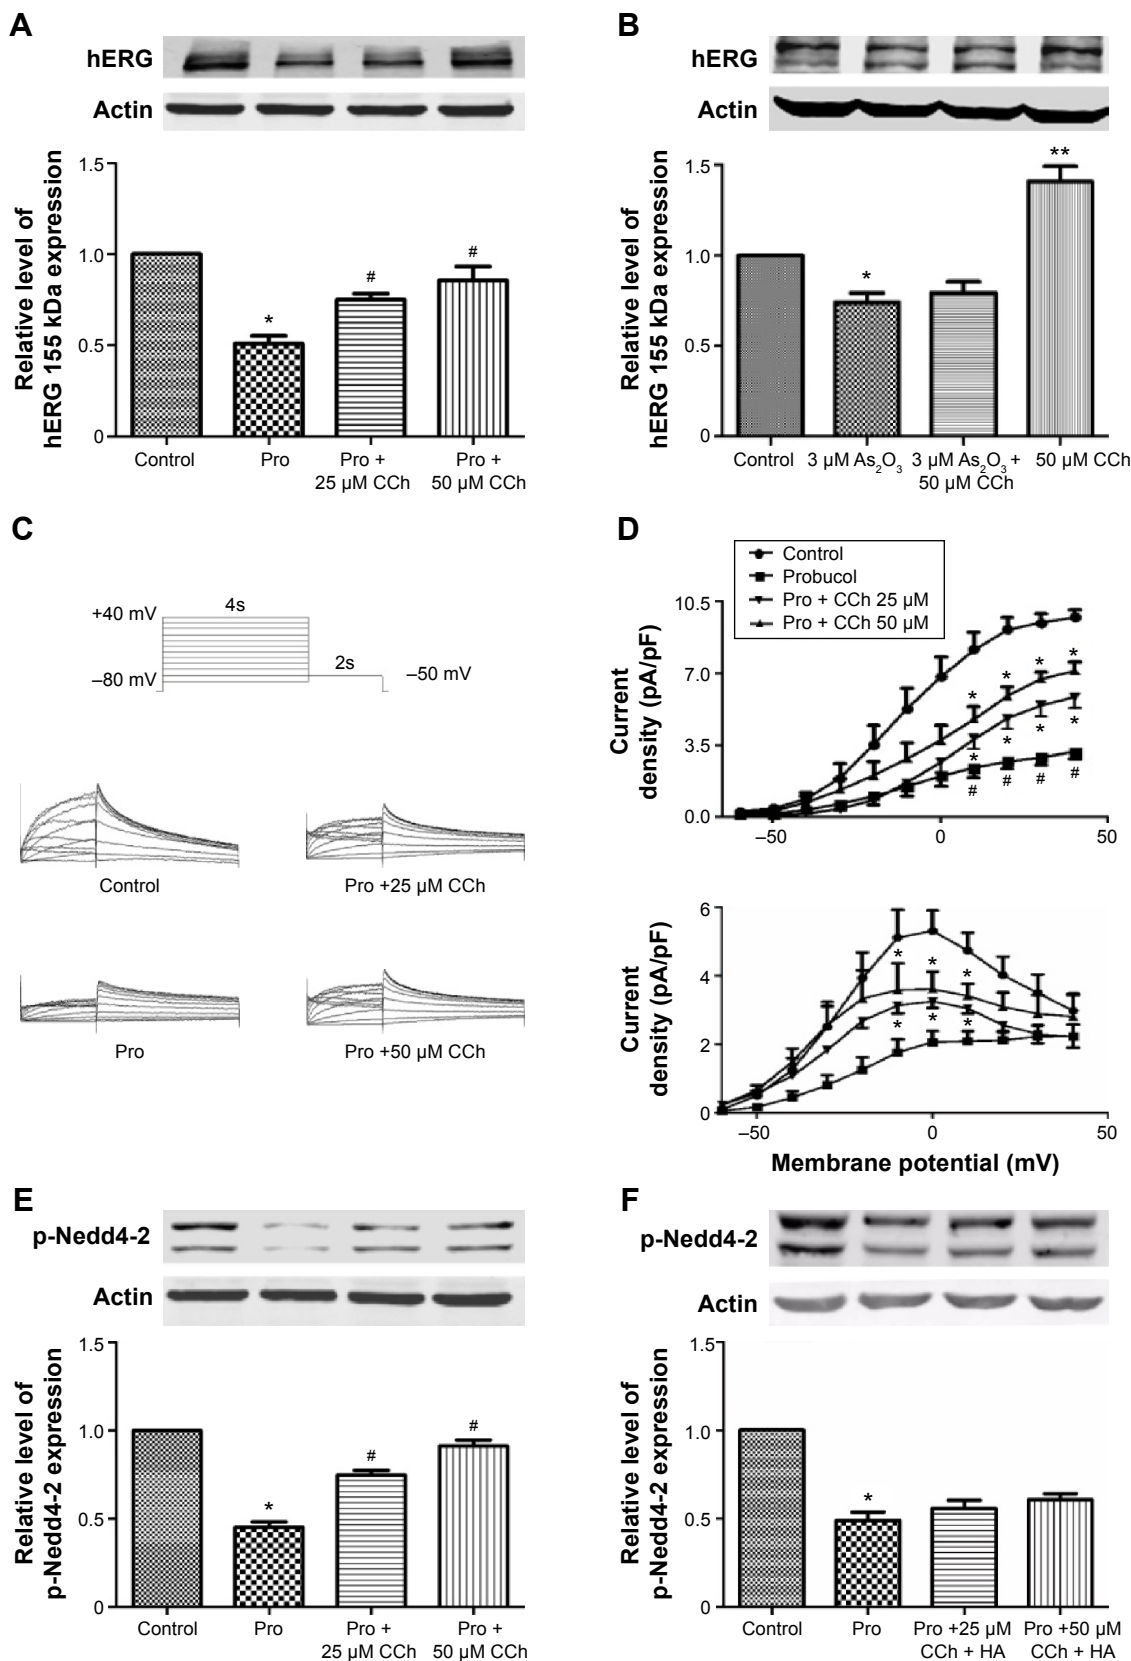 A
hERG
Actin
Relative level of
hERG 155 kDa expression
1.5
1.0
0.5
0
*
#
#
Control
Pro
Pro +
25 µM CCh
Pro +
50 µM CCh
B
hERG
Actin
Relative level of
hERG 155 kDa expression
1.5
1.0
0.5
0
*
**
Control
3 µM As₂O₃
3 µM As₂O₃ +
50 µM CCh
50 µM CCh
C
+40 mV
4s
2s
–80 mV
–50 mV
Control
Pro +25 µM CCh
Pro
Pro +50 µM CCh
D
Control
Probucol
Pro + CCh 25 µM
Pro + CCh 50 µM
Current
density (pA/pF)
10.5
7.0
3.5
0.0
* * * *
* * * *
# # # #
–50
0
50
Current
density (pA/pF)
6
4
2
0
* * *
* * *
–50
0
50
Membrane potential (mV)
E
p-Nedd4-2
Actin
Relative level of
p-Nedd4-2 expression
1.5
1.0
0.5
0
*
#
#
Control
Pro
Pro +
25 µM CCh
Pro +
50 µM CCh
F
p-Nedd4-2
Actin
Relative level of
p-Nedd4-2 expression
1.5
1.0
0.5
0
*
Control
Pro
Pro +25 µM
CCh + HA
Pro +50 µM
CCh + HA